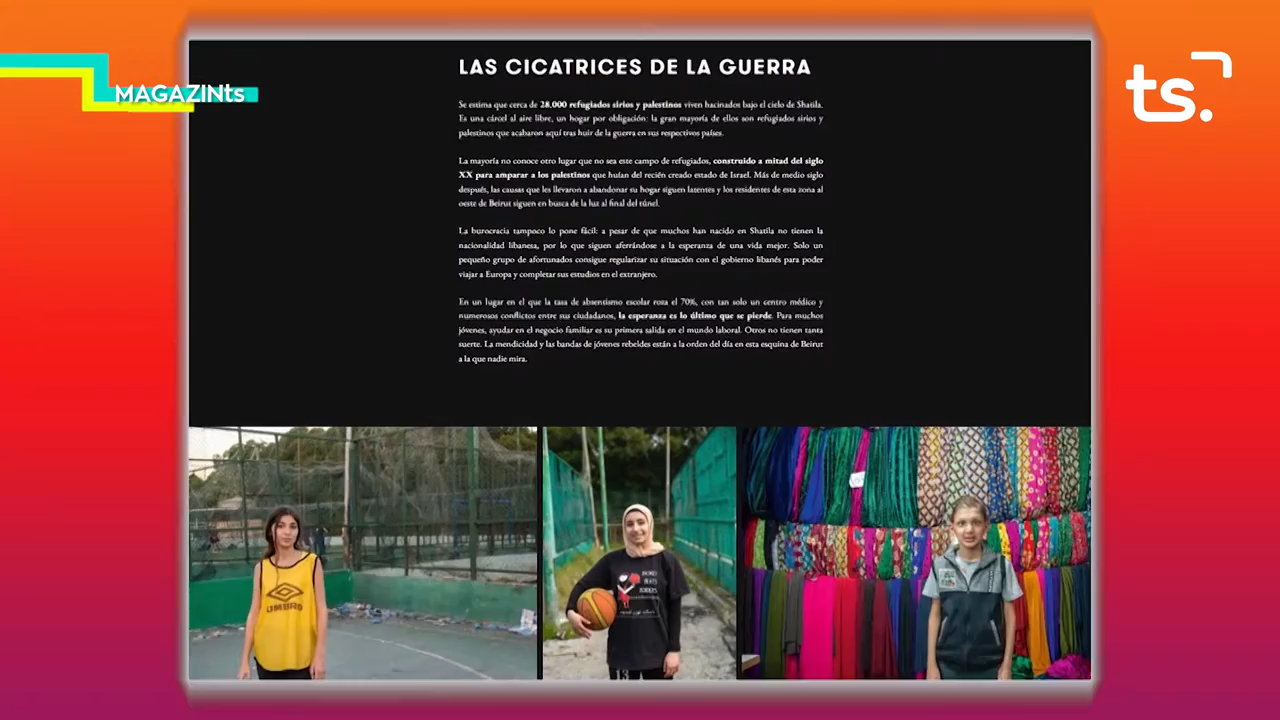 LAS CICATRICES DE LA GUERRA
MAGAZINts
ts.
Se estima que cerca de 28.000 refugiados sirios y palestinos viven hacinados bajo el cielo de Shatila.
Es una cárcel al aire libre, un hogar por obligación: la gran mayoría de ellos son refugiados sirios y
palestinos que acabaron aquí tras huir de la guerra en sus respectivos países.
La mayoría no conoce otro lugar que no sea este campo de refugiados, construido a mitad del siglo
XX para amparar a los palestinos que huían del recién creado estado de Israel. Más de medio siglo
después, las causas que les llevaron a abandonar su hogar siguen latentes y los residentes de esta zona al
oeste de Beirut siguen en busca de la luz al final del túnel.
La burocracia tampoco lo pone fácil: a pesar de que muchos han nacido en Shatila no tienen la
nacionalidad libanesa, por lo que siguen aferrándose a la esperanza de una vida mejor. Solo un
pequeño grupo de afortunados consigue regularizar su situación con el gobierno libanés para poder
viajar a Europa y completar sus estudios en el extranjero.
En un lugar en el que la tasa de absentismo escolar roza el 70%, con tan solo un centro médico y
numerosos conflictos entre sus ciudadanos, la esperanza es lo último que se pierde. Para muchos
jóvenes, ayudar en el negocio familiar es su primera salida en el mundo laboral. Otros no tienen tanta
suerte. La mendicidad y las bandas de jóvenes rebeldes están a la orden del día en esta esquina de Beirut
a la que nadie mira.
13